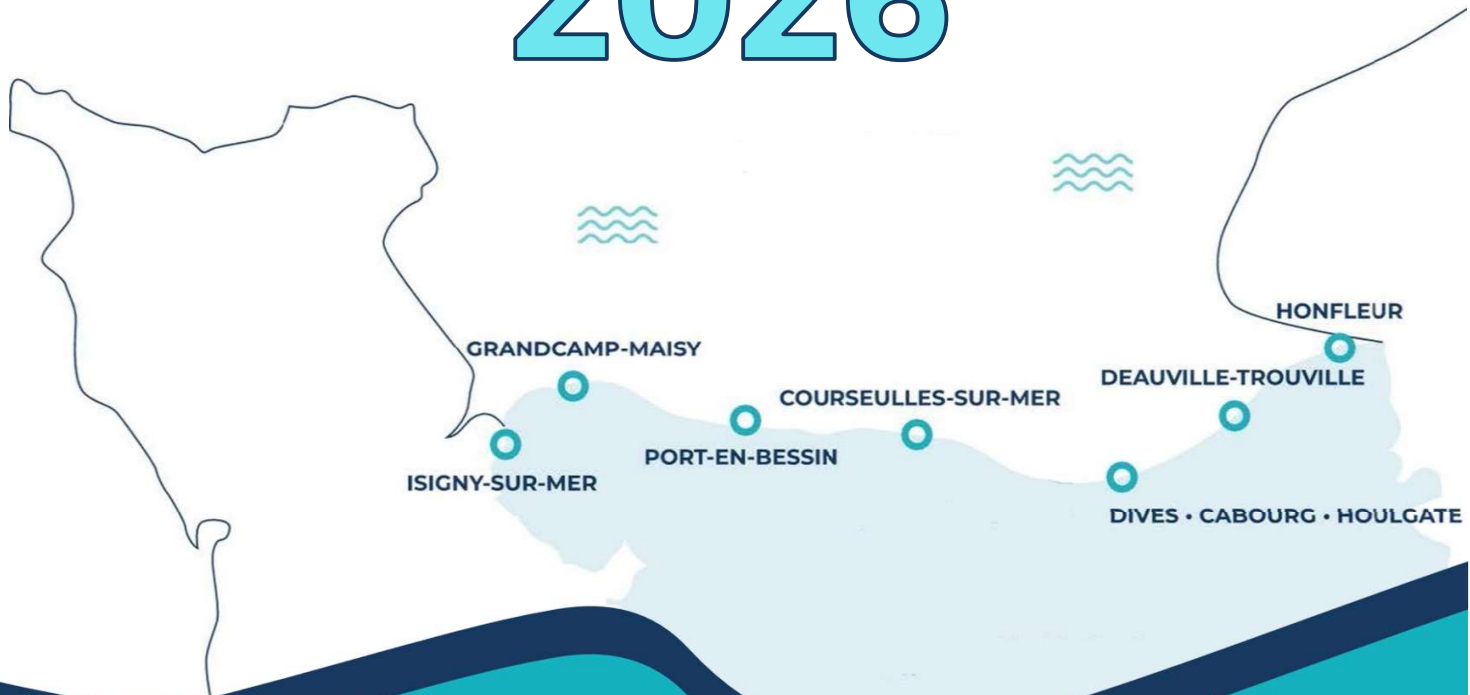 2026
HONFLEUR
GRANDCAMP-MAISY
DEAUVILLE-TROUVILLE
COURSEULLES-SUR-MER
PORT-EN-BESSIN
ISIGNY-SUR-MER
DIVES • CABOURG • HOULGATE